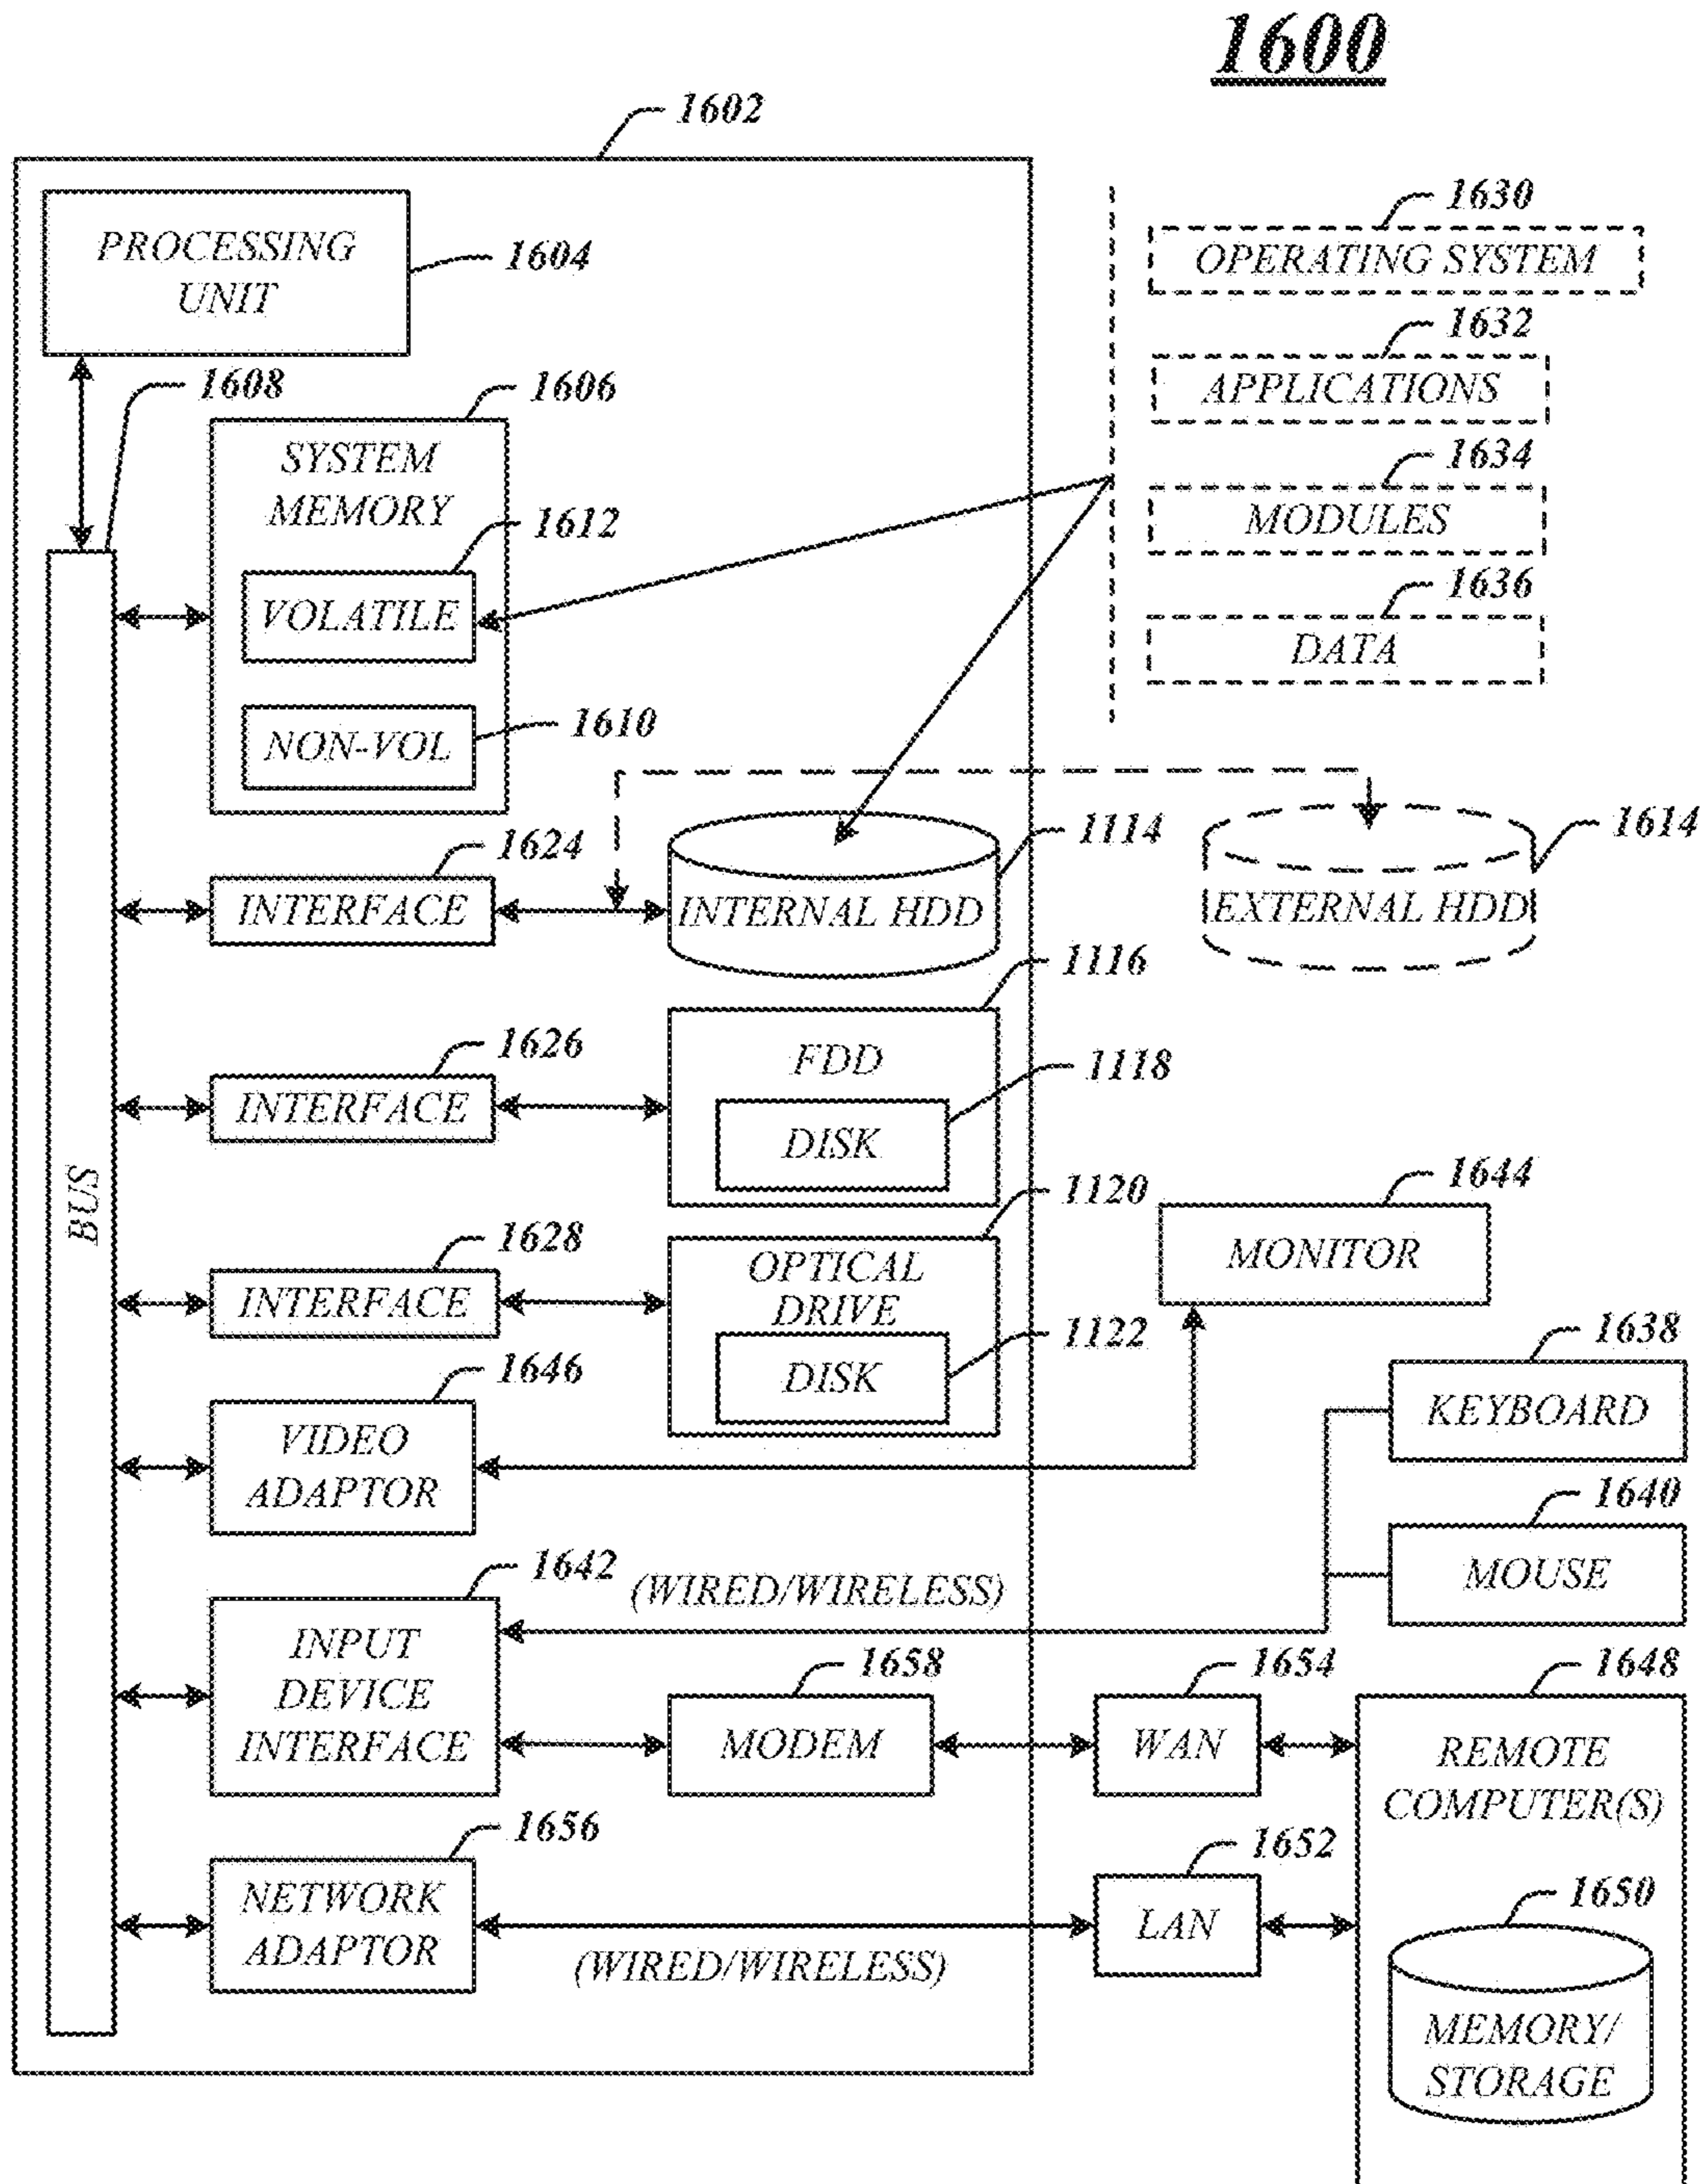 1600
1602
PROCESSING
UNIT
1604
1630
OPERATING SYSTEM
1632
APPLICATIONS
1634
MODULES
1636
DATA
1608
1606
SYSTEM
MEMORY
1612
VOLATILE
1610
NON-VOL
1624
INTERFACE
1114
INTERNAL HDD
1614
EXTERNAL HDD
1116
FDD
1626
INTERFACE
1118
DISK
BUS
1120
OPTICAL
DRIVE
1628
INTERFACE
1122
DISK
1644
MONITOR
1638
KEYBOARD
1646
VIDEO
ADAPTOR
1640
MOUSE
1642
(WIRED/WIRELESS)
INPUT
DEVICE
INTERFACE
1658
MODEM
1654
WAN
1648
REMOTE
COMPUTER(S)
1656
NETWORK
ADAPTOR
(WIRED/WIRELESS)
1652
LAN
1650
MEMORY/
STORAGE